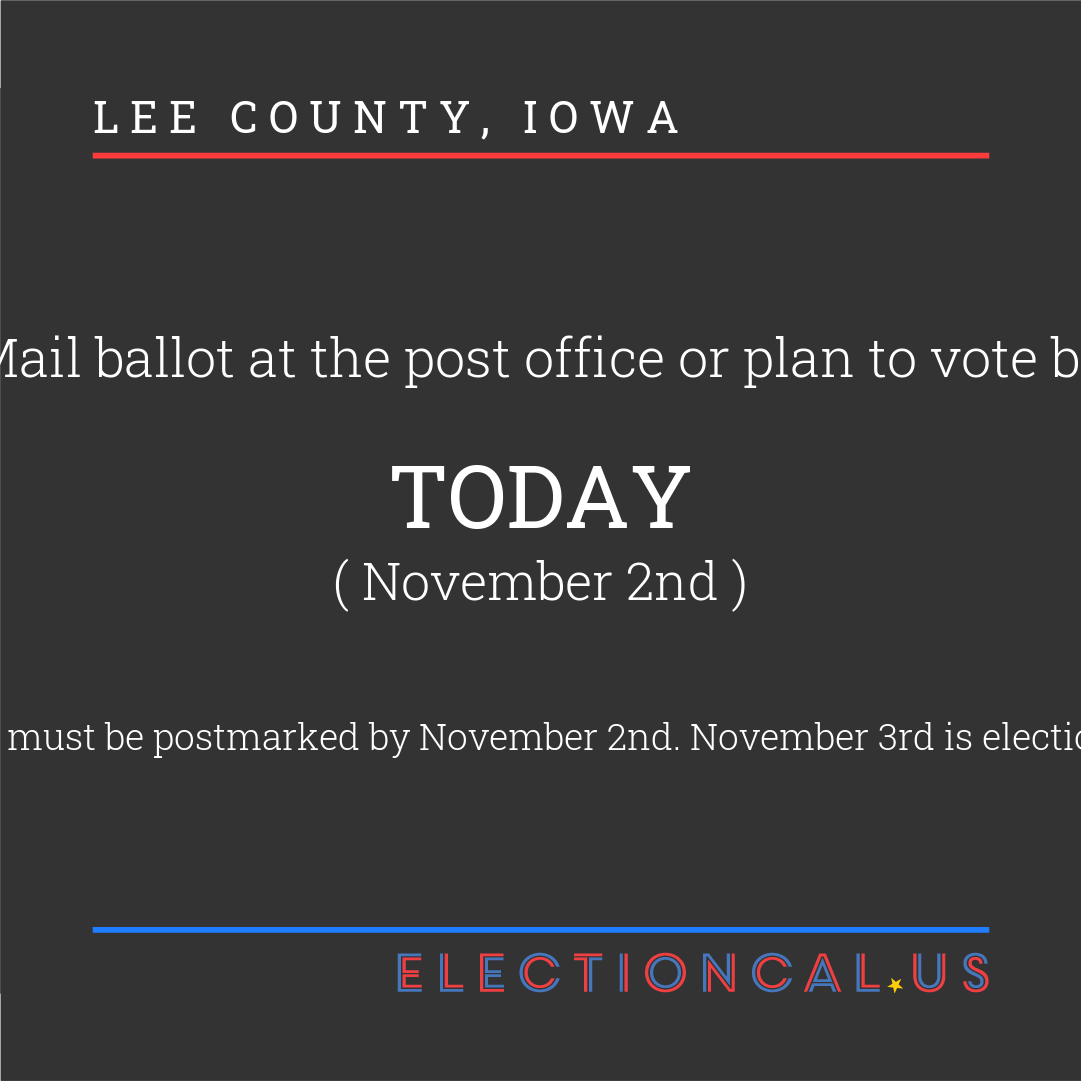 LEE COUNTY, IOWA
Mail ballot at the post office or plan to vote b
TODAY
( November 2nd )
must be postmarked by November 2nd. November 3rd is electio
ELECTIONCAL.US